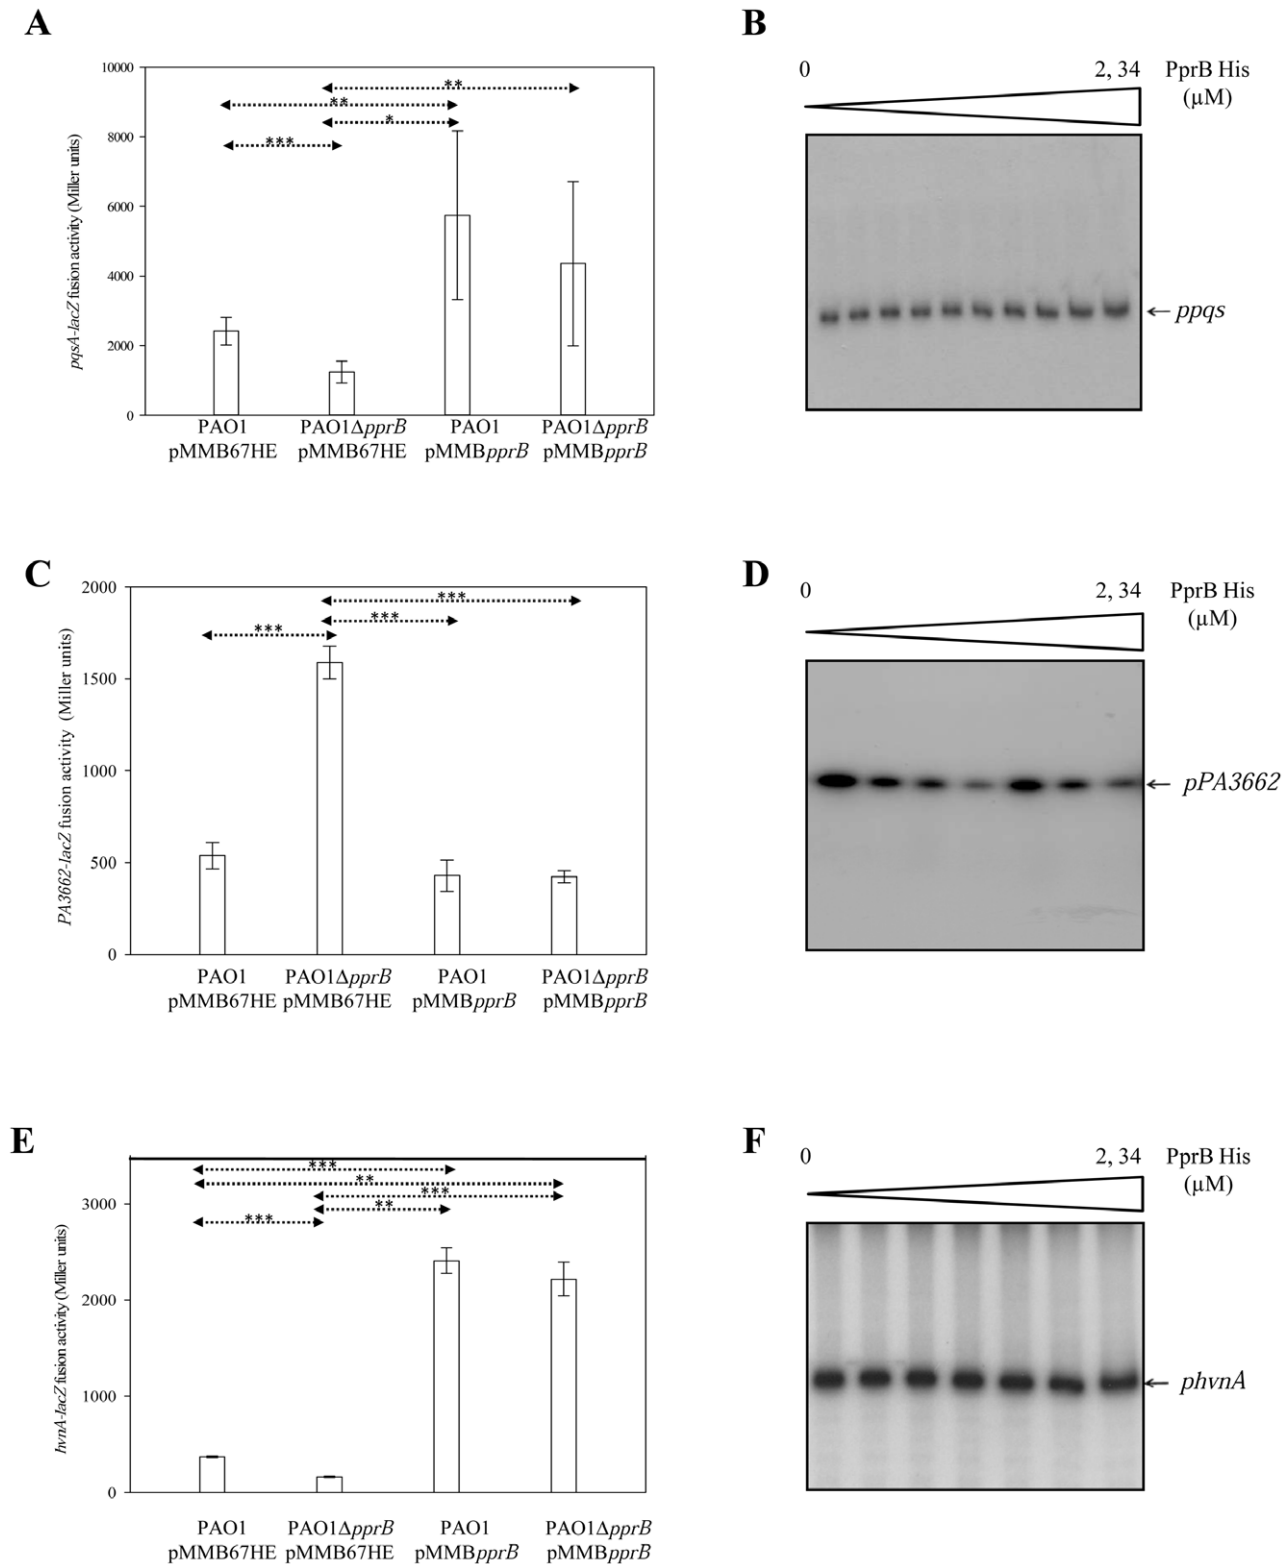 A
10000
8000
6000
4000
2000
0
pqsA-lacZ fusion activity (Miller units)
**
**
*
***
PAO1 PAO1ΔpprB PAO1 PAO1ΔpprB
pMMB67HE pMMB67HE pMMBpprB pMMBpprB
B
0 2, 34 PprB His
(µM)
← ppqs
C
2000
1500
1000
500
0
PA3662-lacZ fusion activity (Miller units)
***
***
***
PAO1 PAO1ΔpprB PAO1 PAO1ΔpprB
pMMB67HE pMMB67HE pMMBpprB pMMBpprB
D
0 2, 34 PprB His
(µM)
← pPA3662
E
3000
2000
1000
0
hvnA-lacZ fusion activity (Miller units)
***
**
***
**
***
PAO1 PAO1ΔpprB PAO1 PAO1ΔpprB
pMMB67HE pMMB67HE pMMBpprB pMMBpprB
F
0 2, 34 PprB His
(µM)
← phvnA